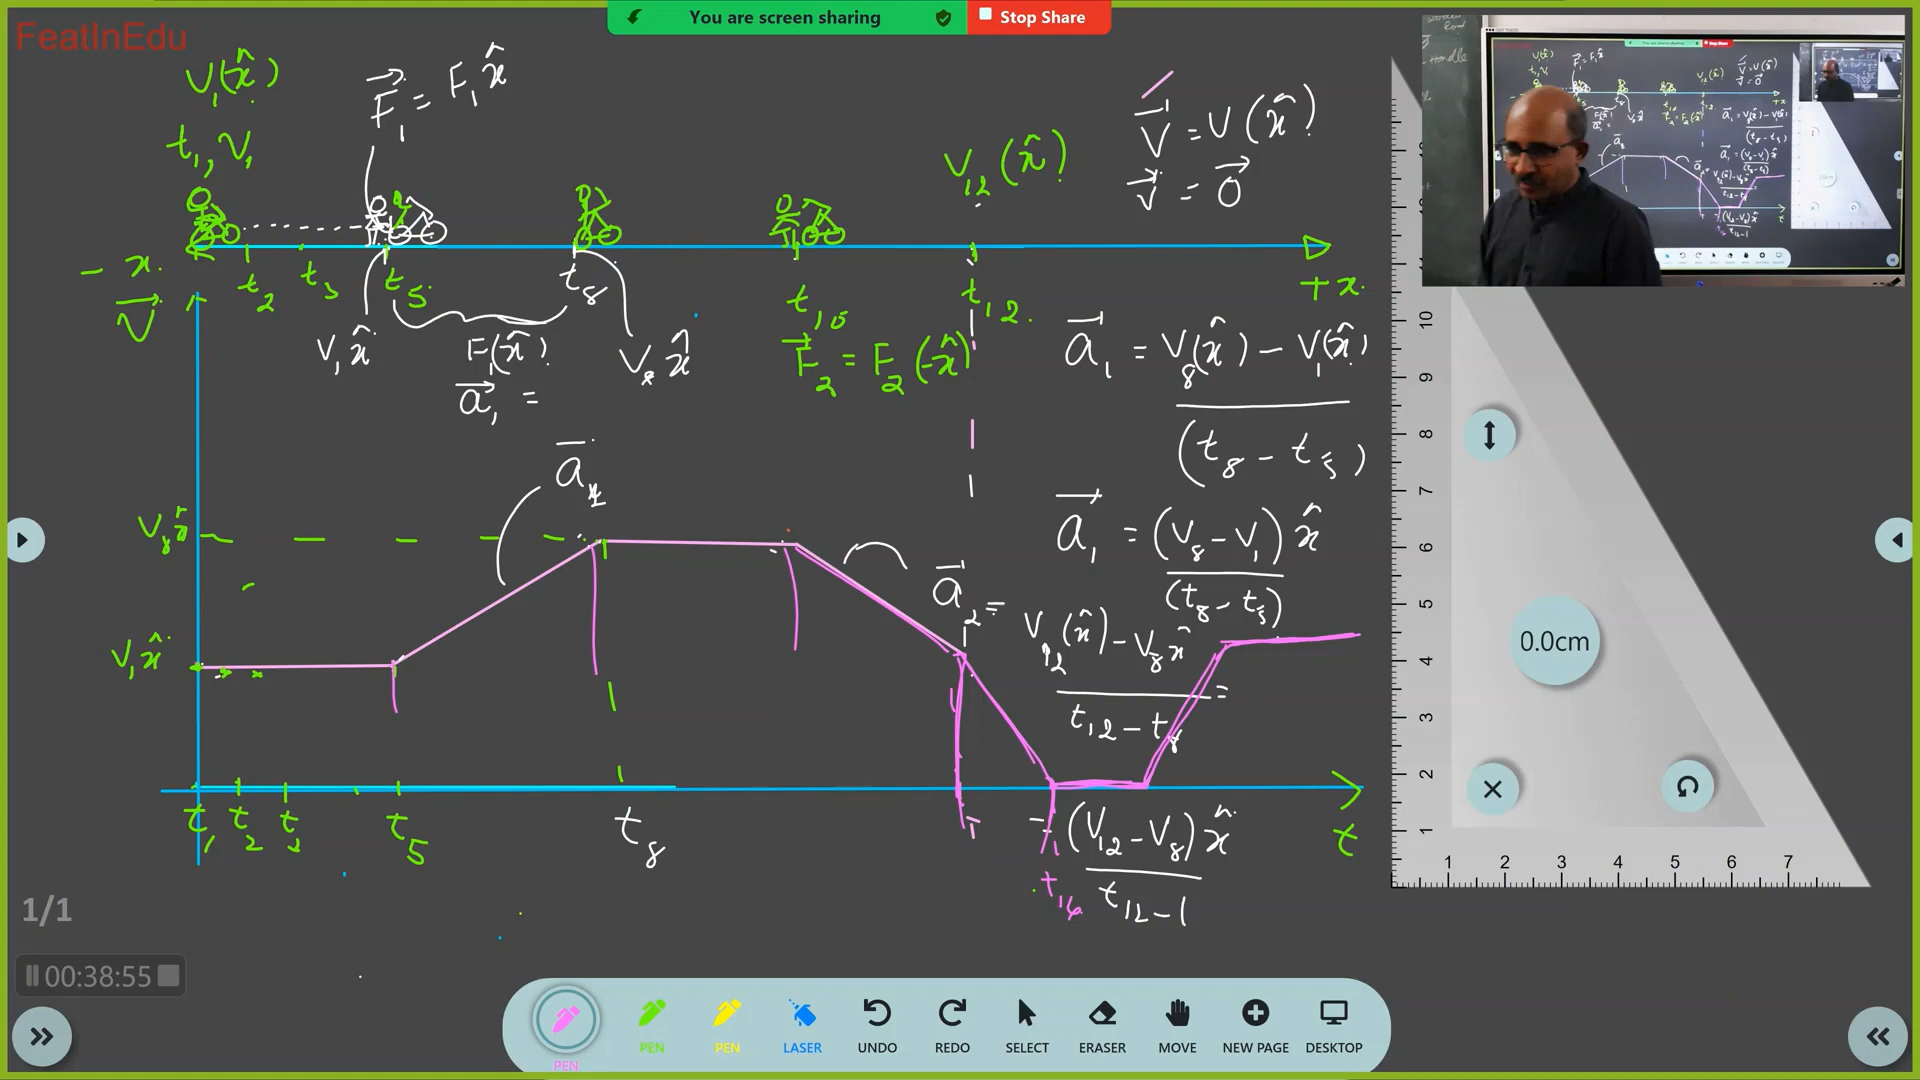 You are screen sharing
Stop Share
FeatInEdu
V₁(x̂)
t₁, V₁
F⃗₁ = F₁x̂
V₁₂(x̂)
V⃗ = V(x̂)
V⃗ = 0⃗
- x
t₂ t₃ t₅ t₈ t₁₀ t₁₂
+ x
V⃗
V₁x̂
F₁(x̂)
V₈x̂
F⃗₂ = F₂(-x̂)
a⃗₁ =
a⃗₁ = V₈(x̂) - V₁(x̂)
(t₈ - t₅)
a⃗₁
V₈x̂
a⃗₁ = (V₈ - V₁) x̂
(t₈ - t₅)
a⃗₂ =
V₁₂(x̂) - V₈x̂
t₁₂ - t₈
=
V₁x̂
t₁ t₂ t₃ t₅ t₈
(V₁₂ - V₈) x̂
t₁₂ - 1
t₁₄
t
10
9
8
7
6
5
4
3
2
1
0.0cm
1 2 3 4 5 6 7
1/1
00:38:55
PEN PEN PEN LASER UNDO REDO SELECT ERASER MOVE NEW PAGE DESKTOP